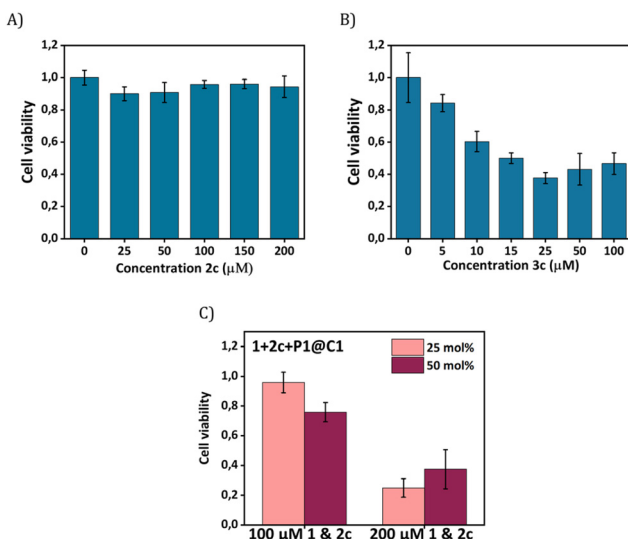 A)
1,2
1,0
0,8
0,6
0,4
0,2
0,0
Cell viability
0 25 50 100 150 200
Concentration 2c (μM)
B)
1,2
1,0
0,8
0,6
0,4
0,2
0,0
Cell viability
0 5 10 15 25 50 100
Concentration 3c (μM)
C)
1+2c+P1@C1
25 mol%
50 mol%
1,2
1,0
0,8
0,6
0,4
0,2
0,0
Cell viability
100 μM 1 & 2c 200 μM 1 & 2c